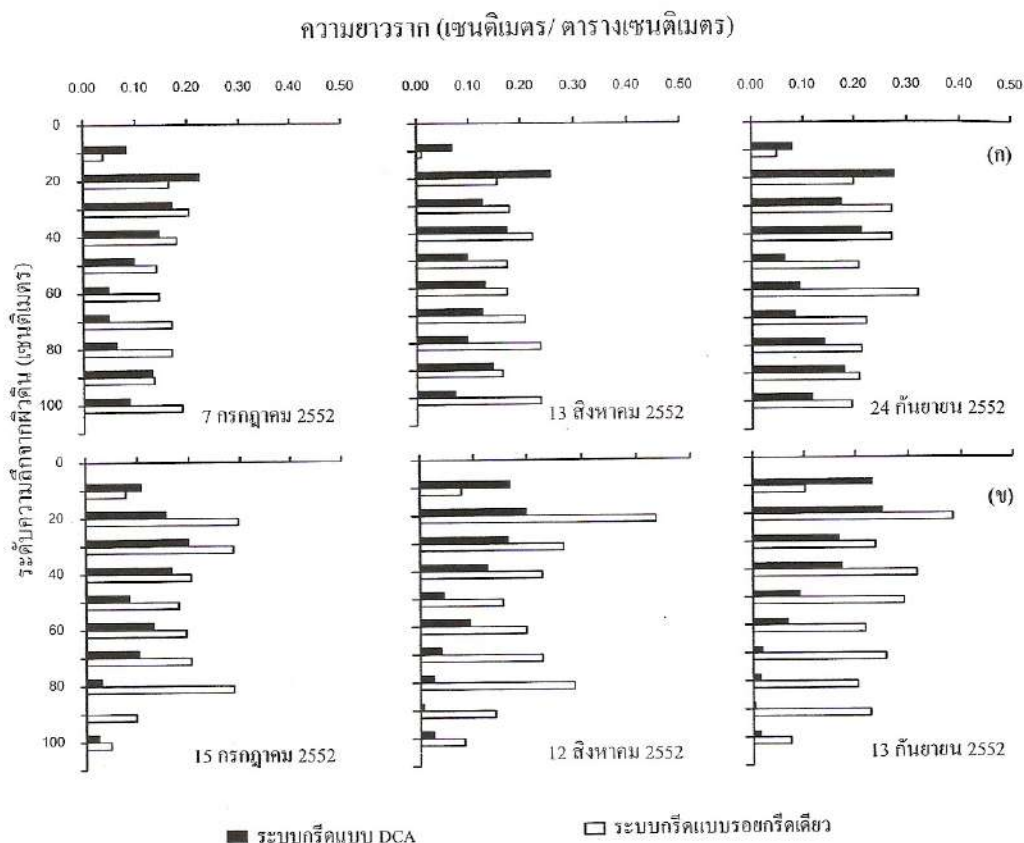 ความยาวราก (เซนติเมตร/ ตารางเซนติเมตร)
0.00 0.10 0.20 0.30 0.40 0.50
0.00 0.10 0.20 0.30 0.40 0.50
0.00 0.10 0.20 0.30 0.40 0.50
ระดับความลึกจากผิวดิน (เซนติเมตร)
0
20
40
60
80
100
(ก)
7 กรกฎาคม 2552
13 สิงหาคม 2552
24 กันยายน 2552
0
20
40
60
80
100
(ข)
15 กรกฎาคม 2552
12 สิงหาคม 2552
13 กันยายน 2552
ระบบกรีดแบบ DCA
ระบบกรีดแบบรอยกรีดเดียว